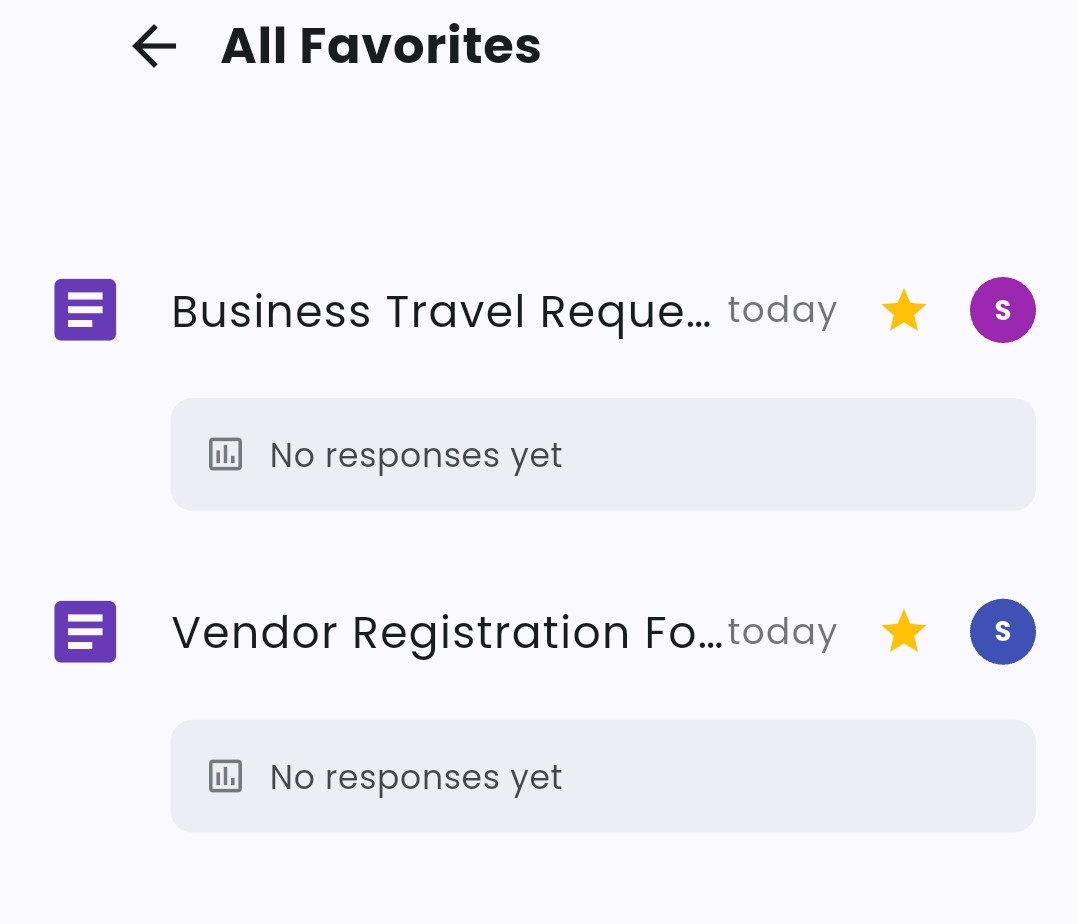 All Favorites
Business Travel Reque... today S
No responses yet
Vendor Registration Fo... today S
No responses yet